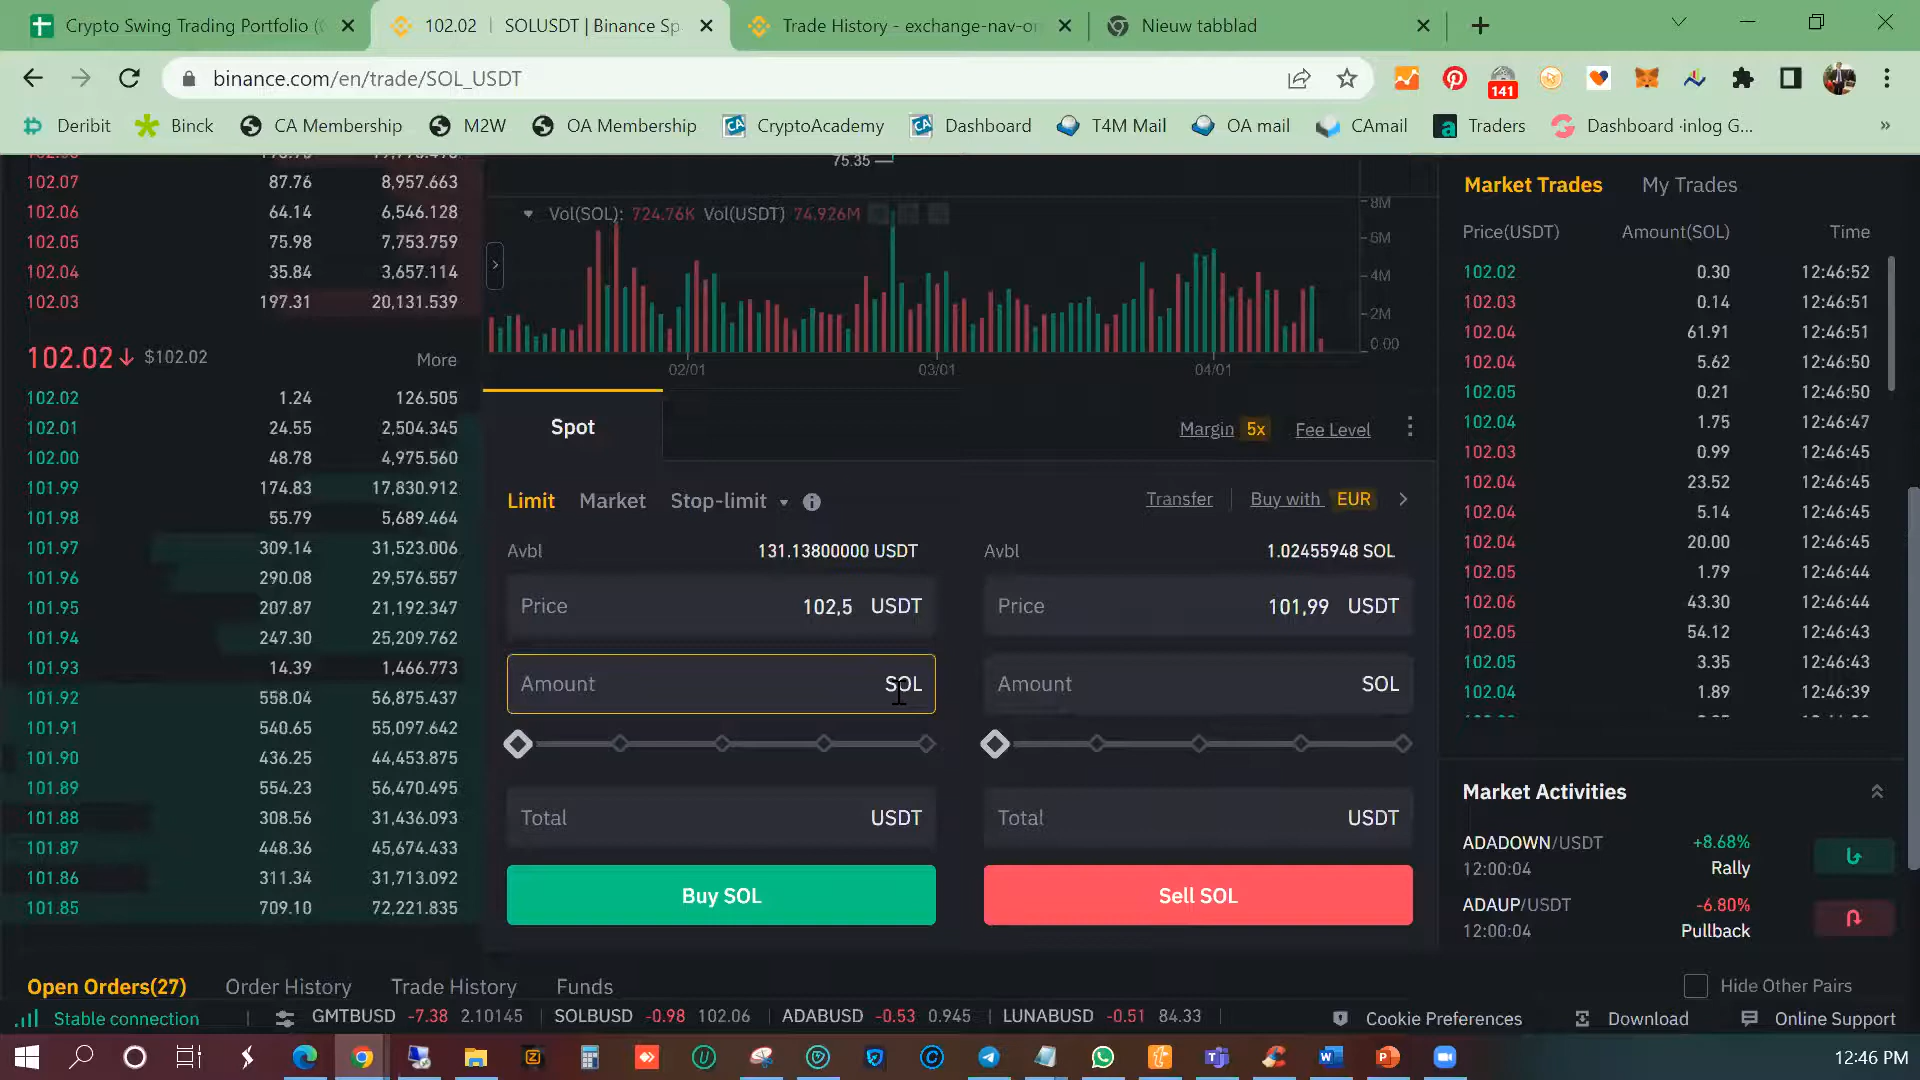 Crypto Swing Trading Portfolio (
102.02 | SOLUSDT | Binance Sp
Trade History - exchange-nav-or
Nieuw tabblad
binance.com/en/trade/SOL_USDT
141
Deribit
Binck
CA Membership
M2W
OA Membership
CA CryptoAcademy
CA Dashboard
T4M Mail
OA mail
CAmail
Traders
Dashboard ·inlog G...
»
102.07 87.76 8,957.663
102.06 64.14 6,546.128
102.05 75.98 7,753.759
102.04 35.84 3,657.114
102.03 197.31 20,131.539
102.02 $102.02 More
102.02 1.24 126.505
102.01 24.55 2,504.345
102.00 48.78 4,975.560
101.99 174.83 17,830.912
101.98 55.79 5,689.464
101.97 309.14 31,523.006
101.96 290.08 29,576.557
101.95 207.87 21,192.347
101.94 247.30 25,209.762
101.93 14.39 1,466.773
101.92 558.04 56,875.437
101.91 540.65 55,097.642
101.90 436.25 44,453.875
101.89 554.23 56,470.495
101.88 308.56 31,436.093
101.87 448.36 45,674.433
101.86 311.34 31,713.092
101.85 709.10 72,221.835
75.35
Vol(SOL): 724.76K Vol(USDT) 74,926M
8M
6M
4M
2M
0.00
02/01 03/01 04/01
Spot
Margin 5x Fee Level
Limit Market Stop-limit
Transfer Buy with EUR
Avbl 131.13800000 USDT
Price 102,5 USDT
Amount SOL
Total USDT
Buy SOL
Avbl 1.02455948 SOL
Price 101,99 USDT
Amount SOL
Total USDT
Sell SOL
Market Trades My Trades
Price(USDT) Amount(SOL) Time
102.02 0.30 12:46:52
102.03 0.14 12:46:51
102.04 61.91 12:46:51
102.04 5.62 12:46:50
102.05 0.21 12:46:50
102.04 1.75 12:46:47
102.03 0.99 12:46:45
102.04 23.52 12:46:45
102.04 5.14 12:46:45
102.04 20.00 12:46:45
102.05 1.79 12:46:44
102.06 43.30 12:46:44
102.05 54.12 12:46:43
102.05 3.35 12:46:43
102.04 1.89 12:46:39
Market Activities
ADADOWN/USDT +8.68%
12:00:04 Rally
ADAUP/USDT -6.80%
12:00:04 Pullback
Open Orders(27) Order History Trade History Funds
Hide Other Pairs
Stable connection
GMTBUSD -7.38 2.10145
SOLBUSD -0.98 102.06
ADABUSD -0.53 0.945
LUNABUSD -0.51 84.33
Cookie Preferences
Download
Online Support
12:46 PM